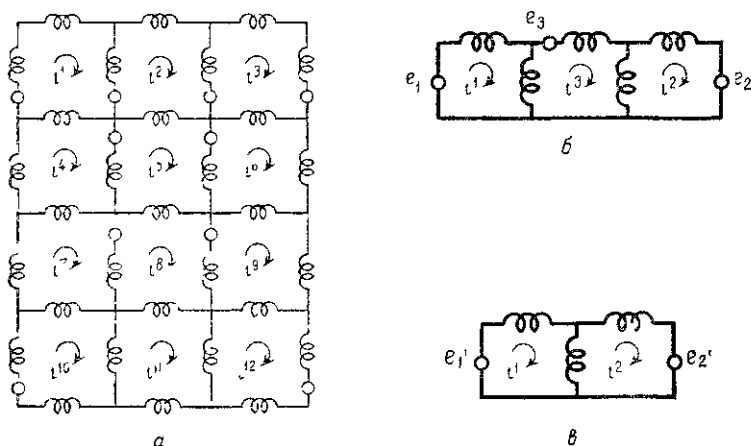 i¹ i² i³
i⁴ i⁵ i⁶
i⁷ i⁸ i⁹
i¹⁰ i¹¹ i¹²
а
e₃
e₁ i¹ i³ i² e₂
б
e₁' i¹ i² e₂'
в